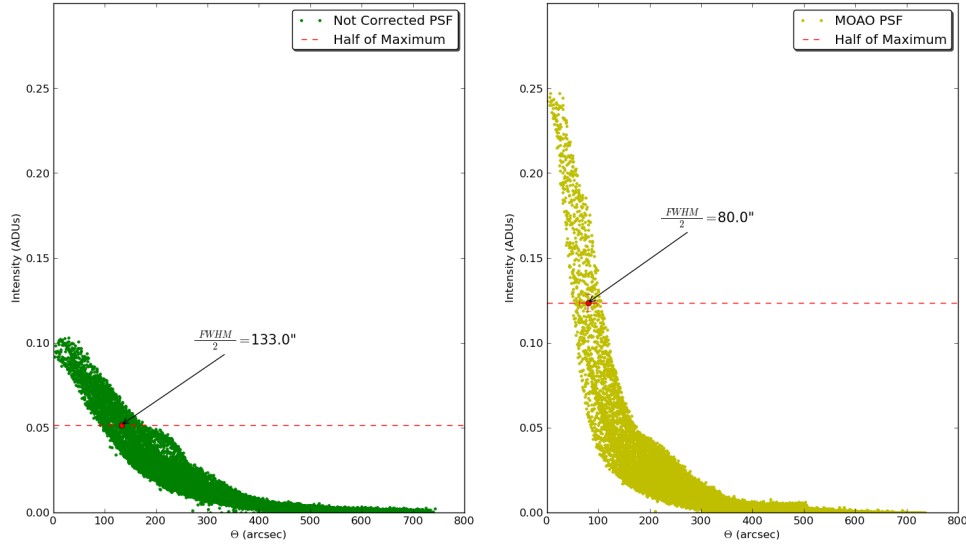 Not Corrected PSF
Half of Maximum
Intensity (ADUs)
0.25
0.20
0.15
0.10
0.05
0.00
FWHM/2 =133.0"
0 100 200 300 400 500 600 700 800
Θ (arcsec)
MOAO PSF
Half of Maximum
Intensity (ADUs)
0.25
0.20
0.15
0.10
0.05
0.00
FWHM/2 =80.0"
0 100 200 300 400 500 600 700 800
Θ (arcsec)